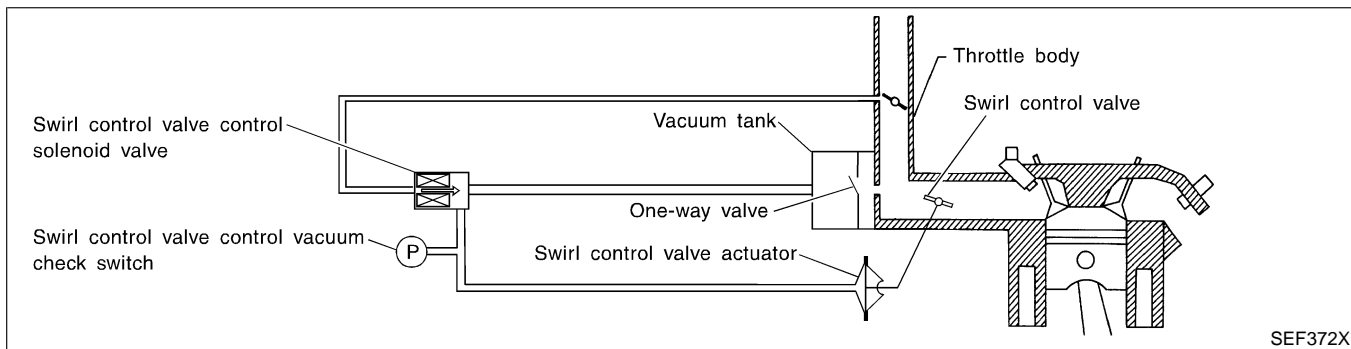 Throttle body
Swirl control valve
Swirl control valve control
solenoid valve
Vacuum tank
One-way valve
Swirl control valve control vacuum
check switch
P
Swirl control valve actuator
SEF372X